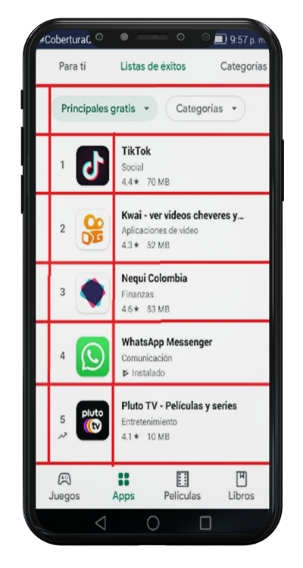 #CoberturaC 9:57 p. m
Para ti Listas de éxitos Categorías
Principales gratis Categorías
1 TikTok
Social
4.4★ 70 MB
2 Kwai - ver videos cheveres y...
Aplicaciones de video
4.3★ 52 MB
3 Nequi Colombia
Finanzas
4.6★ 53 MB
4 WhatsApp Messenger
Comunicación
Instalado
5 pluto tv Pluto TV - Películas y series
Entretenimiento
4.1★ 10 MB
Juegos Apps Películas Libros